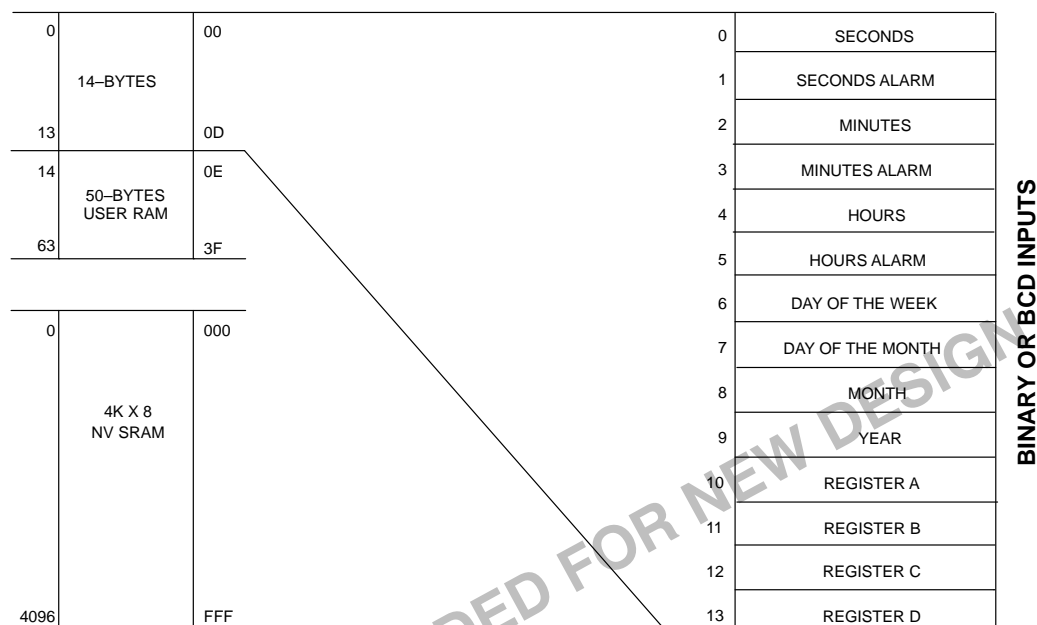 0
00
14–BYTES
13
0D
14
0E
50–BYTES
USER RAM
63
3F
0
000
4K X 8
NV SRAM
4096
FFF
0 SECONDS
1 SECONDS ALARM
2 MINUTES
3 MINUTES ALARM
4 HOURS
5 HOURS ALARM
6 DAY OF THE WEEK
7 DAY OF THE MONTH
8 MONTH
9 YEAR
10 REGISTER A
11 REGISTER B
12 REGISTER C
13 REGISTER D
BINARY OR BCD INPUTS
FOR NEW DESIGN